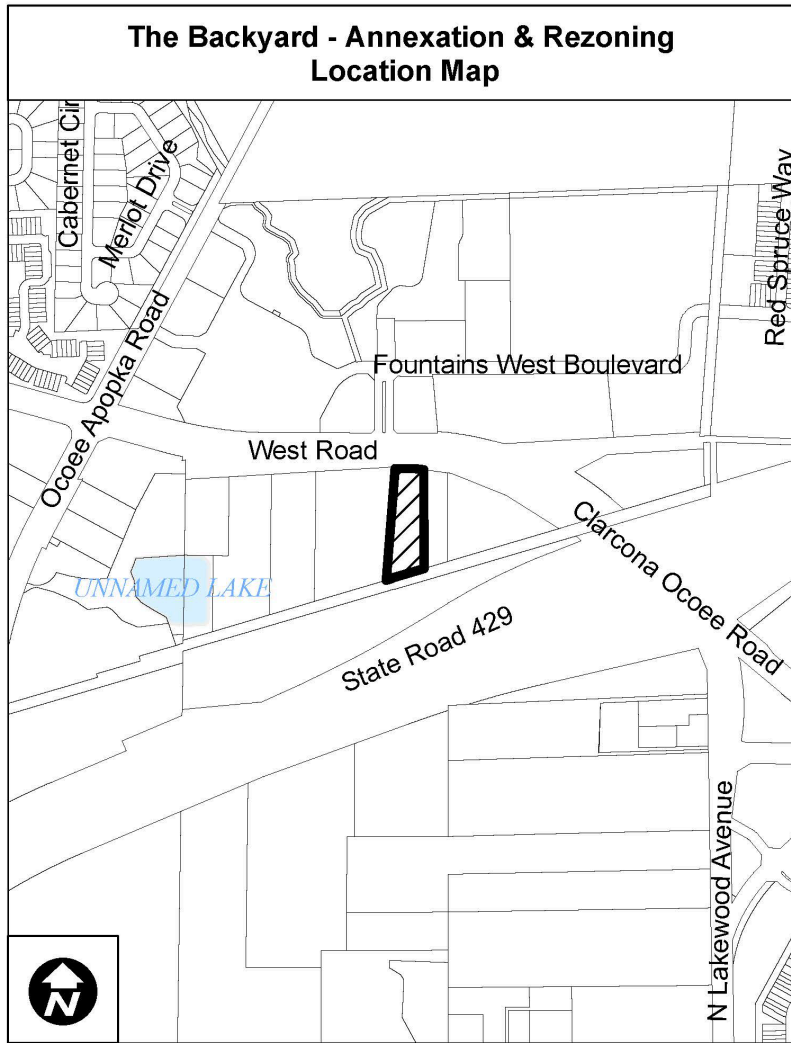 The Backyard - Annexation & Rezoning
Location Map
Cabernet Cir
Merlot Drive
Red Spruce Way
Ocoee Apopka Road
Fountains West Boulevard
West Road
Clarcona Ocoee Road
UNNAMED LAKE
State Road 429
N Lakewood Avenue
N